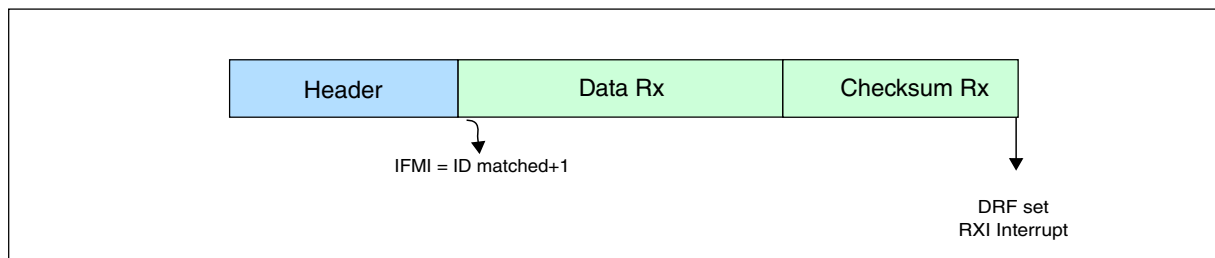 Header
Data Rx
Checksum Rx
IFMI = ID matched+1
DRF set
RXI Interrupt